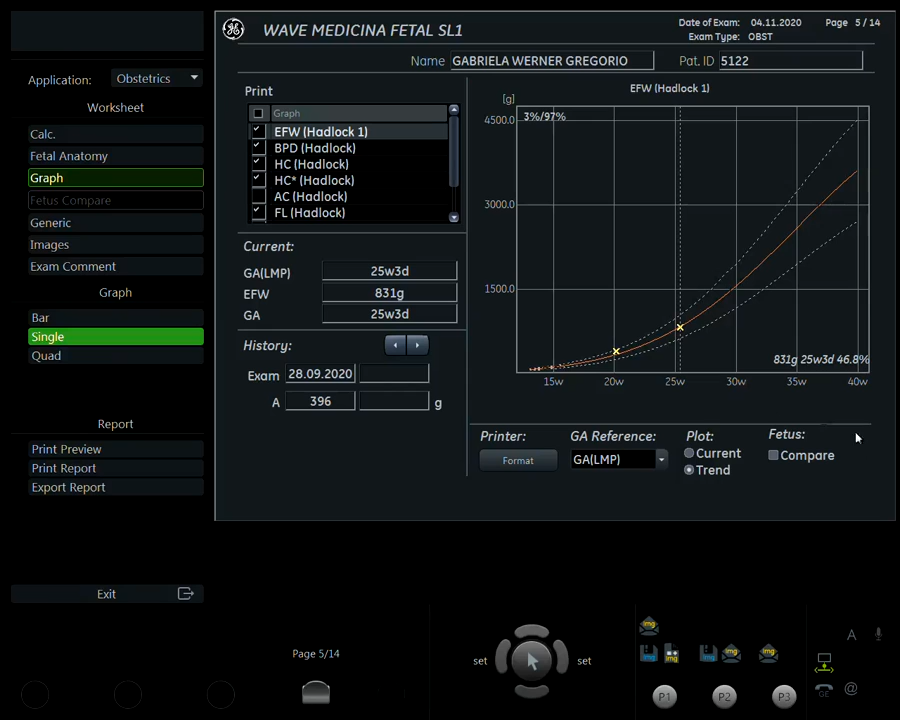 WAVE MEDICINA FETAL SL1
Date of Exam: 04.11.2020 Page 5 / 14
Exam Type: OBST
Name GABRIELA WERNER GREGORIO Pat. ID 5122
Application: Obstetrics
Worksheet
Calc.
Fetal Anatomy
Graph
Fetus Compare
Generic
Images
Exam Comment
Graph
Bar
Single
Quad
Report
Print Preview
Print Report
Export Report
Exit
Print
Graph
EFW (Hadlock 1)
BPD (Hadlock)
HC (Hadlock)
HC* (Hadlock)
AC (Hadlock)
FL (Hadlock)
Current:
GA(LMP) 25w3d
EFW 831g
GA 25w3d
History:
Exam 28.09.2020
A 396 g
EFW (Hadlock 1)
[g]
3%/97%
4500.0
3000.0
1500.0
831g 25w3d 46.8%
15w 20w 25w 30w 35w 40w
Printer: GA Reference: Plot: Fetus:
Format GA(LMP) Current Compare
Trend
Page 5/14
set set
Img
Img Img Img Img Img
P1 P2 P3
A
GE @